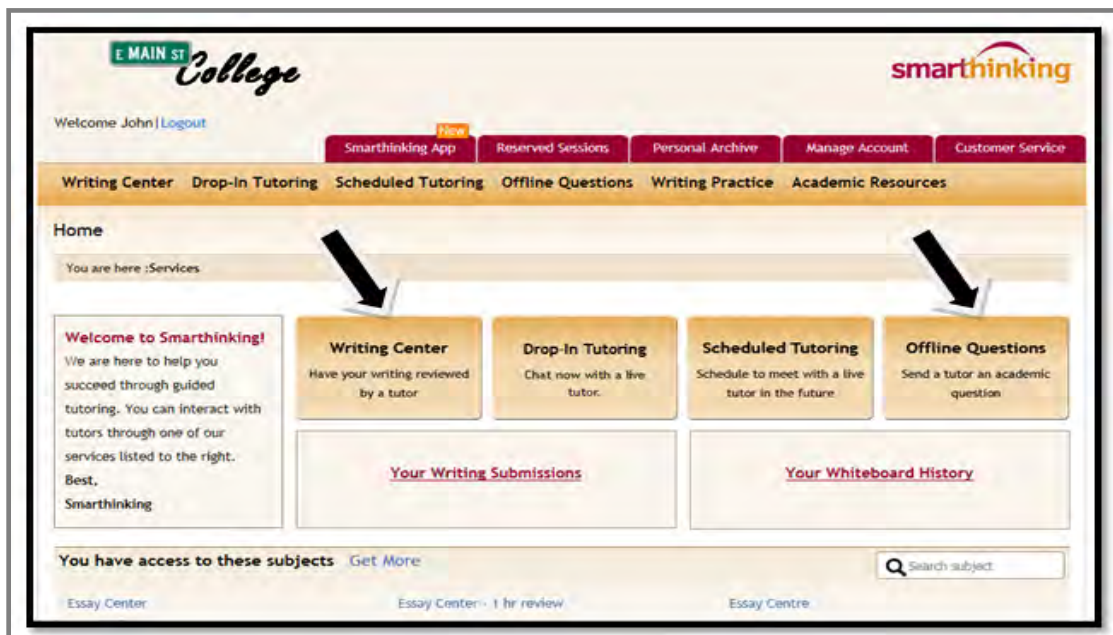 E MAIN ST
College
smarthinking
Welcome John|Logout
New
Smarthinking App
Reserved Sessions
Personal Archive
Manage Account
Customer Service
Writing Center Drop-In Tutoring Scheduled Tutoring Offline Questions Writing Practice Academic Resources
Home
You are here :Services
Welcome to Smarthinking!
We are here to help you
succeed through guided
tutoring. You can interact with
tutors through one of our
services listed to the right.
Best,
Smarthinking
Writing Center
Have your writing reviewed
by a tutor
Drop-In Tutoring
Chat now with a live
tutor.
Scheduled Tutoring
Schedule to meet with a live
tutor in the future
Offline Questions
Send a tutor an academic
question
Your Writing Submissions
Your Whiteboard History
You have access to these subjects Get More
Search subject
Essay Center
Essay Center - 1 hr review
Essay Centre